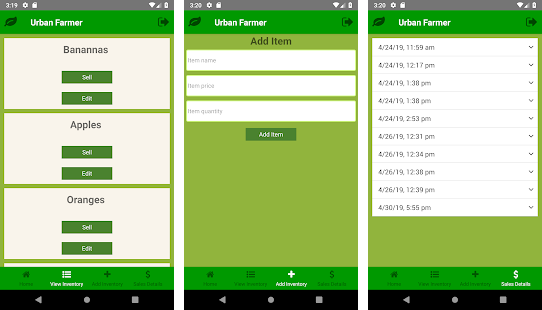 3:19
Urban Farmer
Banannas
Sell
Edit
Apples
Sell
Edit
Oranges
Sell
Edit
Home
View Inventory
Add Inventory
Sales Details
3:20
Urban Farmer
Add Item
Item name
Item price
Item quantity
Add Item
Home
View Inventory
Add Inventory
Sales Details
3:20
Urban Farmer
4/24/19, 11:59 am
4/24/19, 12:17 pm
4/24/19, 1:38 pm
4/24/19, 1:38 pm
4/24/19, 2:53 pm
4/26/19, 12:31 pm
4/26/19, 12:34 pm
4/26/19, 12:38 pm
4/26/19, 12:39 pm
4/30/19, 5:55 pm
Home
View Inventory
Add Inventory
Sales Details